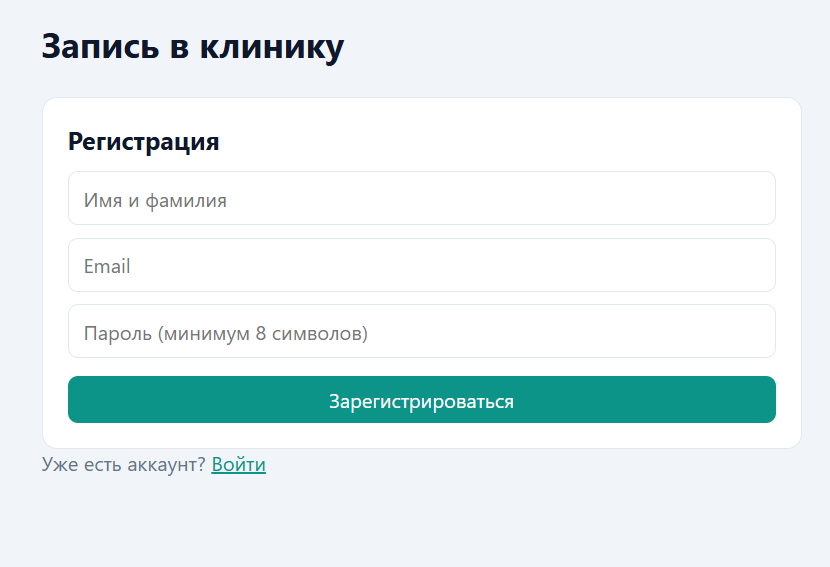 Запись в клинику
Регистрация
Имя и фамилия
Email
Пароль (минимум 8 символов)
Зарегистрироваться
Уже есть аккаунт? Войти